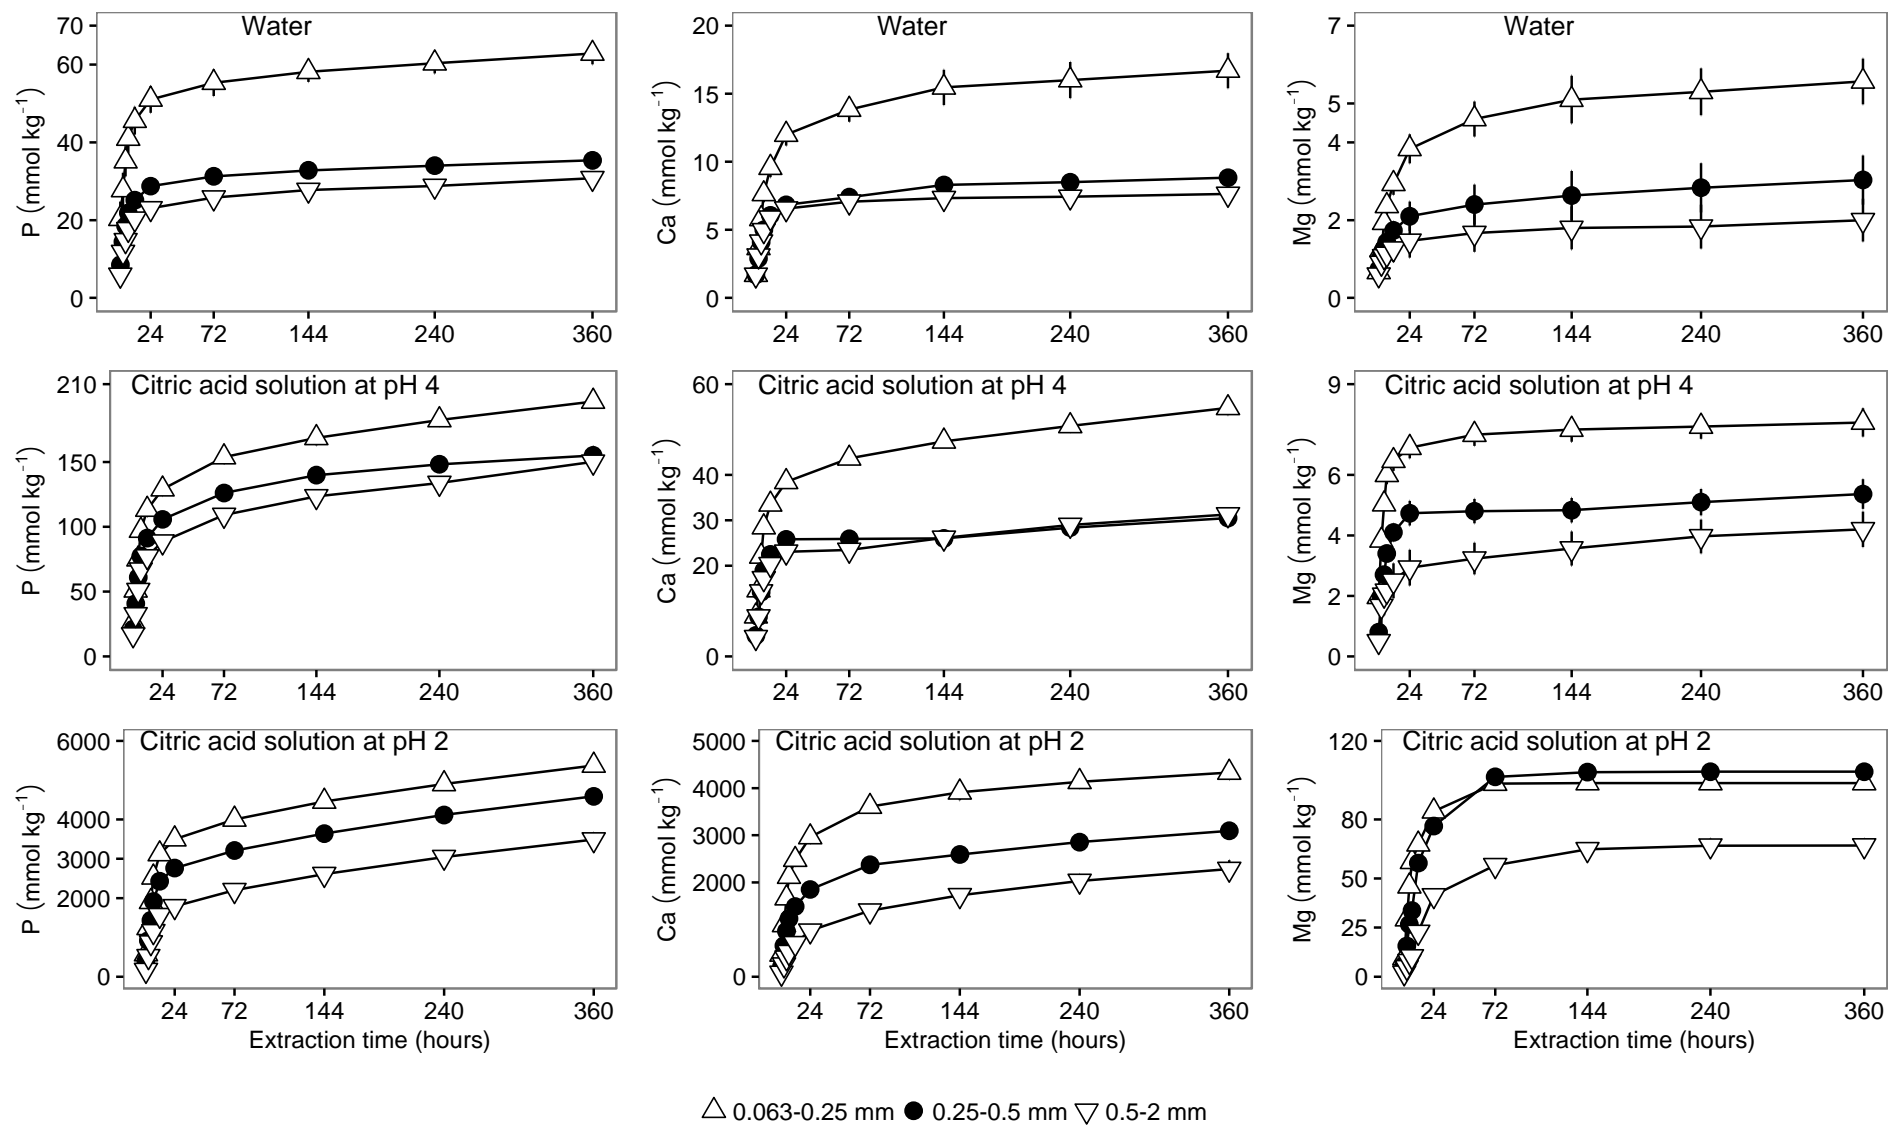 Water
P (mmol kg⁻¹)
70
60
40
20
0
24 72 144 240 360
Water
Ca (mmol kg⁻¹)
20
15
10
5
0
24 72 144 240 360
Water
Mg (mmol kg⁻¹)
7
5
4
2
0
24 72 144 240 360
Citric acid solution at pH 4
P (mmol kg⁻¹)
210
150
100
50
0
24 72 144 240 360
Citric acid solution at pH 4
Ca (mmol kg⁻¹)
60
40
30
20
0
24 72 144 240 360
Citric acid solution at pH 4
Mg (mmol kg⁻¹)
9
6
4
2
0
24 72 144 240 360
Citric acid solution at pH 2
P (mmol kg⁻¹)
6000
4000
3000
2000
0
24 72 144 240 360
Extraction time (hours)
Citric acid solution at pH 2
Ca (mmol kg⁻¹)
5000
4000
3000
2000
0
24 72 144 240 360
Extraction time (hours)
Citric acid solution at pH 2
Mg (mmol kg⁻¹)
120
80
50
25
0
24 72 144 240 360
Extraction time (hours)
0.063-0.25 mm 0.25-0.5 mm 0.5-2 mm